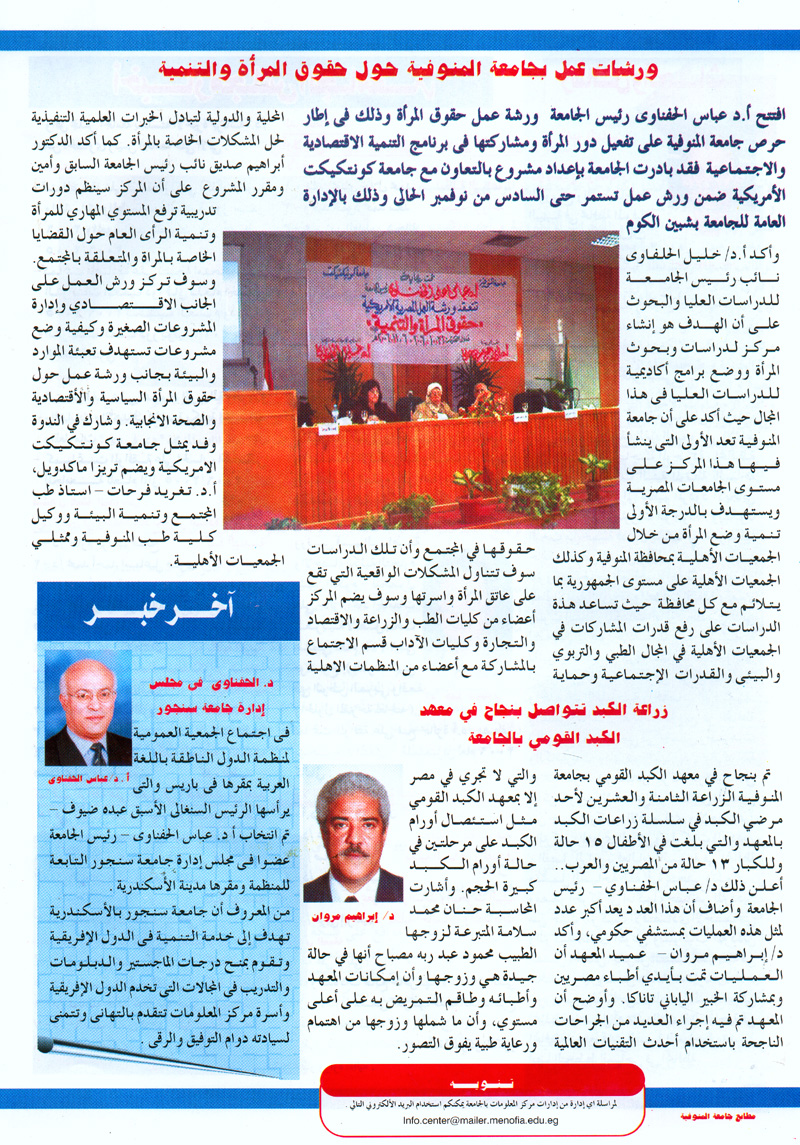 ورشات عمل بجامعة المنوفية حول حقوق المرأة والتنمية
افتتح أ.د عباس الحفناوى رئيس الجامعة ورشة عمل حقوق المرأة وذلك فى إطار
حرص جامعة المنوفية على تفعيل دور المرأة ومشاركتها فى برنامج التنمية الاقتصادية
والاجتماعية فقد بادرت الجامعة بإعداد مشروع بالتعاون مع جامعة كونتكيكت
الأمريكية ضمن ورش عمل تستمر حتى السادس من نوفمبر الحالى وذلك بالإدارة
العامة للجامعة بشبين الكوم
وأكد أ.د/ خليل الحلفاوى
نائب رئيس الجامعة
للدراسات العليا والبحوث
على أن الهدف هو إنشاء
مركز لدراسات وبحوث
المرأة ووضع برامج أكاديمية
للدراسات العليا فى هذا
المجال حيث أكد على أن جامعة
المنوفية تعد الأولى التى ينشأ
فيها هذا المركز على
مستوى الجامعات المصرية
ويستهدف بالدرجة الأولى
تنمية وضع المرأة من خلال
الجمعيات الأهلية بمحافظة المنوفية وكذلك
الجمعيات الأهلية على مستوى الجمهورية بما
يتلائم مع كل محافظة حيث تساعد هذة
الدراسات على رفع قدرات المشاركات في
الجمعيات الأهلية في المجال الطبي والتربوي
والبيئى والقدرات الإجتماعية وحماية
حقوقها في المجتمع وأن تلك الدراسات
سوف تتناول المشكلات الواقعية التي تقع
على عاتق المرأة واسرتها وسوف يضم المركز
أعضاء من كليات الطب والزراعة والاقتصاد
والتجارة وكليات الآداب قسم الاجتماع
بالمشاركة مع أعضاء من المنظمات الاهلية
المحلية والدولية لتبادل الخبرات العلمية التنفيذية
لحل المشكلات الخاصة بالمرأة. كما أكد الدكتور
أبراهيم صديق نائب رئيس الجامعة السابق وأمين
ومقرر المشروع على أن المركز سينظم دورات
تدريبية ترفع المستوي المهاري للمرأة
وتنمية الرأى العام حول القضايا
الخاصة بالمراة والمتعلقة بالمجتمع.
وسوف تركز ورش العمل على
الجانب الاقتصادي وإدارة
المشروعات الصغيرة وكيفية وضع
مشروعات تستهدف تعبئة الموارد
والبيئة بجانب ورشة عمل حول
حقوق المرأة السياسية والأقتصادية
والصحة الانجابية. وشارك في الندوة
وفد يمثل جامعة كونتكيكت
الامريكية ويضم تريزا ماكدويل،
أ.د. تغريد فرحات - استاذ طب
المجتمع وتنمية البيئة ووكيل
كلية طب المنوفية وممثلي
الجمعيات الأهلية.
تعقد ورشة العمل المصرية الأمريكية
«حقوق المرأة والتنمية»
آخر خبر
د. الحفناوى فى مجلس
إدارة جامعة سنجور
أ.د/ عباس الحفناوى
فى اجتماع الجمعية العمومية
لمنظمة الدول الناطقة باللغة
العربية بمقرها فى باريس والتى
يرأسها الرئيس السنغالى الأسبق عبده ضيوف -
تم انتخاب أ د. عباس الحفناوى - رئيس الجامعة
عضوا فى مجلس إدارة جامعة سنجور التابعة
للمنظمة ومقرها مدينة الأسكندرية .
من المعروف أن جامعة سنجور بالأسكندرية
تهدف إلى خدمة التنمية فى الدول الإفريقية
وتقوم بمنح درجات الماجستير والدبلومات
والتدريب فى المجالات التى تخدم الدول الإفريقية
وأسرة مركز المعلومات تتقدم بالتهانى وتتمنى
لسيادته دوام التوفيق والرقى .
زراعة الكبد تتواصل بنجاح في معهد
الكبد القومي بالجامعة
تم بنجاح في معهد الكبد القومي بجامعة
المنوفية الزراعة الثامنة والعشرين لأحد
مرضي الكبد في سلسلة زراعات الكبد
بالمعهد والتي بلغت في الأطفال ١٥ حالة
وللكبار ١٣ حالة من المصريين والعرب..
أعلن ذلك د/ عباس الحفناوي - رئيس
الجامعة وأضاف أن هذا العدد يعد أكبر عدد
لمثل هذه العمليات بمستشفي حكومي، وأكد
د/ إبراهيم مروان - عميد المعهد أن
العمليات تمت بأيدي أطباء مصريين
وبمشاركة الخبير الياباني تاناكا. وأوضح أن
المعهد تم فيه إجراء العديد من الجراحات
الناجحة باستخدام أحدث التقنيات العالمية
والتي لا تجري في مصر
إلا بمعهد الكبد القومي
مثل استئصال أورام
الكبد على مرحلتين في
حالة أورام الكبد
كبيرة الحجم. وأشارت
المحاسبة حنان محمد
سلامة المتبرعة لزوجها
الطبيب محمود عبد ربه مصباح أنها في حالة
جيدة هي وزوجها وأن إمكانات المعهد
وأطبائه وطاقم التمريض به على أعلى
مستوي، وأن ما شملها وزوجها من اهتمام
ورعاية طبية يفوق التصور.
د/ إبراهيم مروان
تنويه
لمراسلة اي إدارة من إدارات مركز المعلومات بالجامعة يمكنكم استخدام البريد الألكتروني التالي .
Info.center@mailer.menofia.edu.eg
مطابع جامعة المنوفية